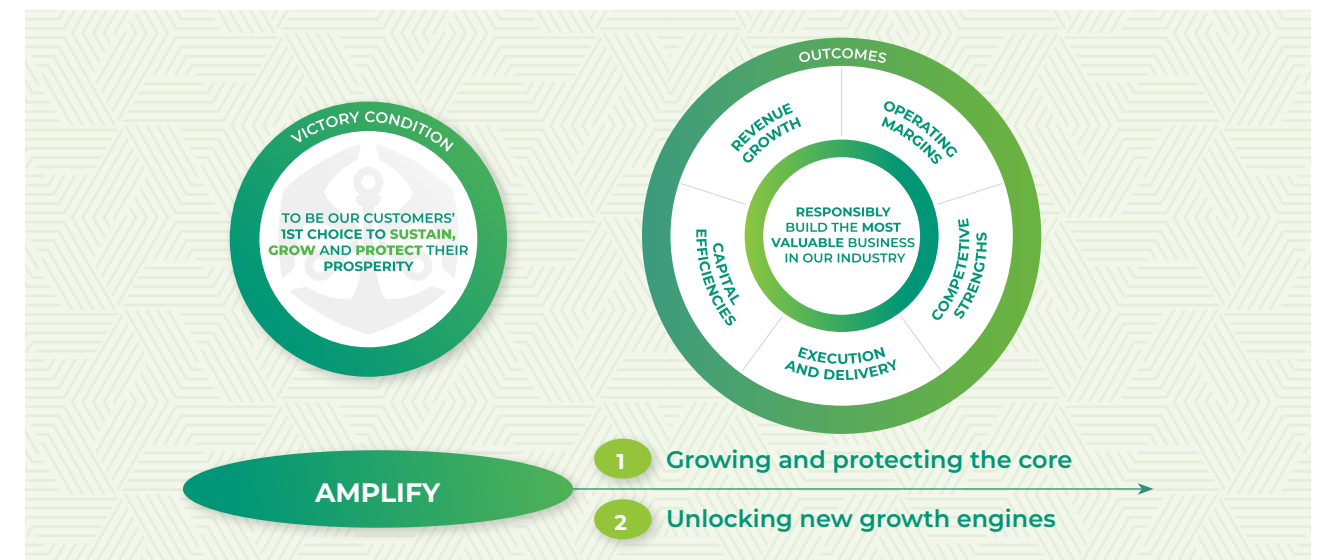 VICTORY CONDITION
TO BE OUR CUSTOMERS'
1ST CHOICE TO SUSTAIN,
GROW AND PROTECT THEIR
PROSPERITY
OUTCOMES
REVENUE
GROWTH
OPERATING
MARGINS
CAPITAL
EFFICIENCIES
RESPONSIBLY
BUILD THE MOST
VALUABLE BUSINESS
IN OUR INDUSTRY
COMPETETIVE
STRENGTHS
EXECUTION
AND DELIVERY
AMPLIFY
1 Growing and protecting the core
2 Unlocking new growth engines